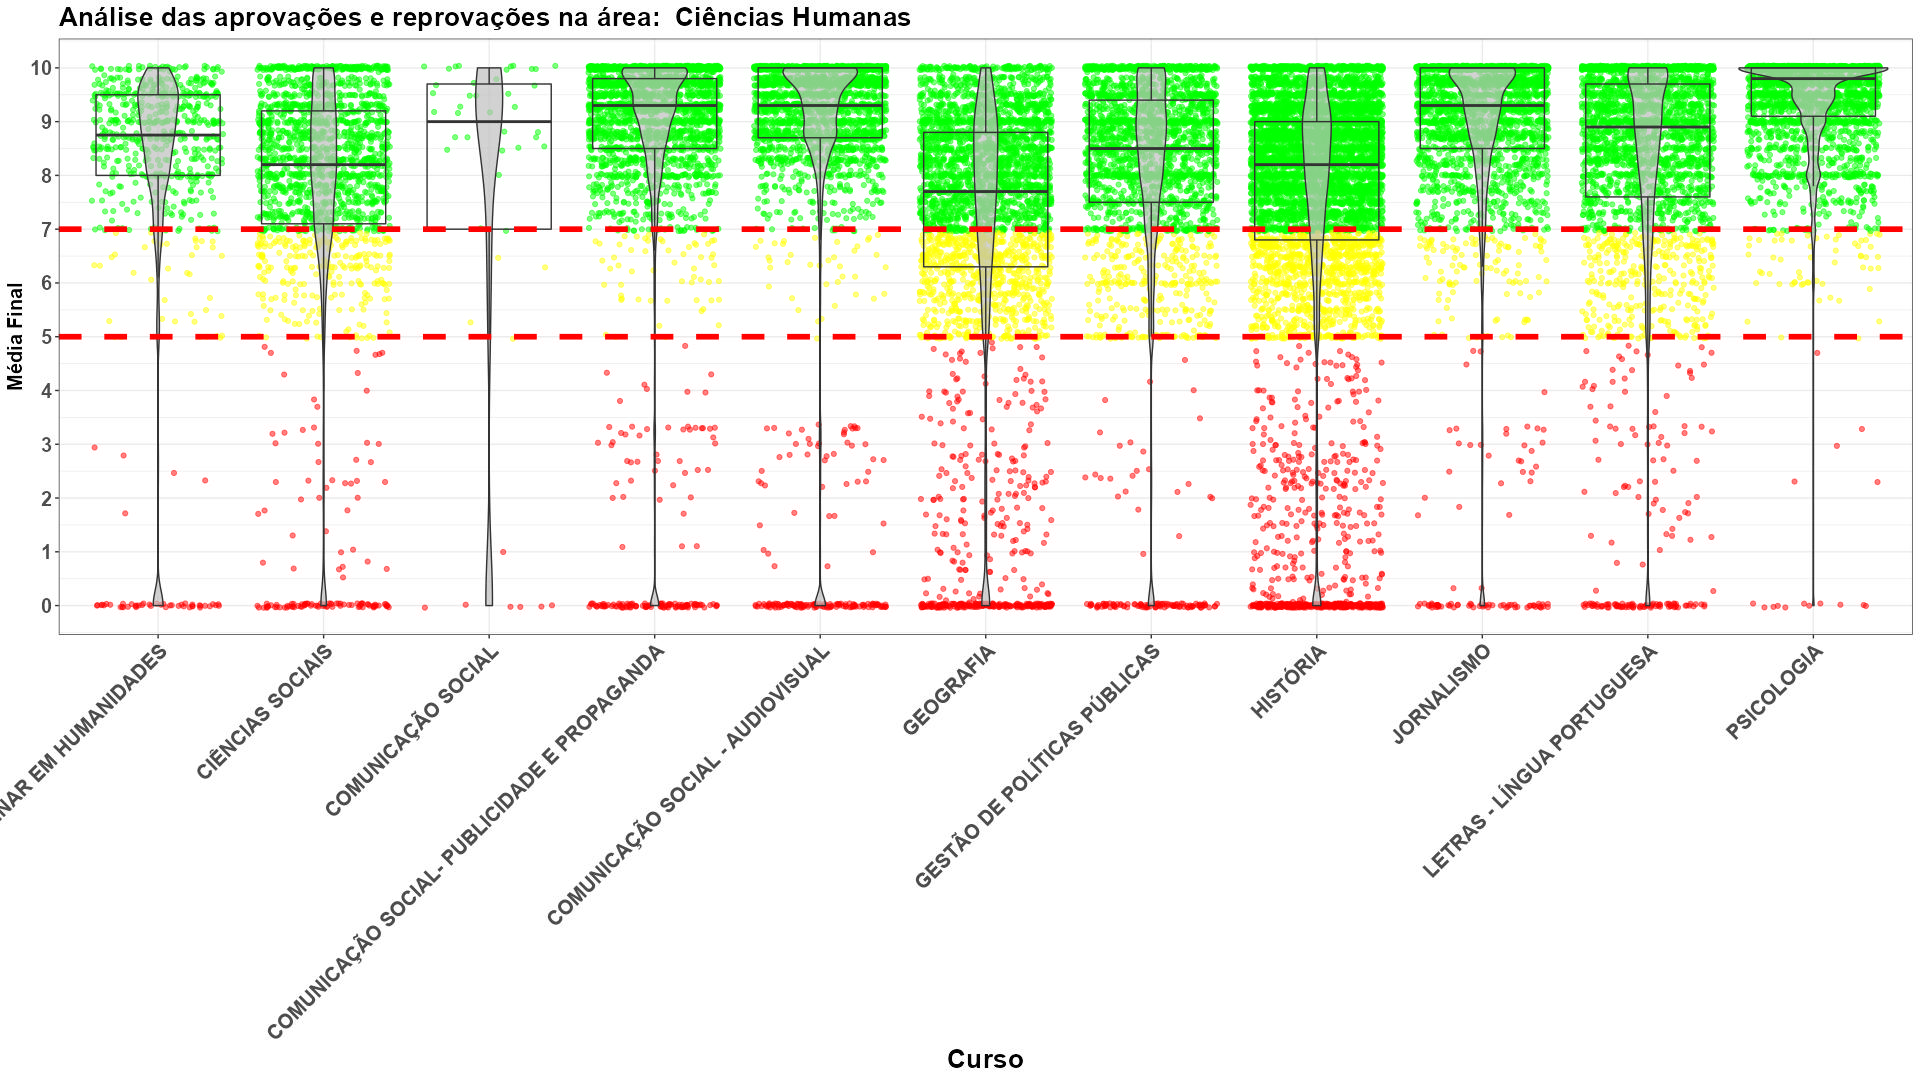 Análise das aprovações e reprovações na área:  Ciências Humanas
Média Final
10
9
8
7
6
5
4
3
2
1
0
EM HUMANIDADES
CIÊNCIAS SOCIAIS
COMUNICAÇÃO SOCIAL
COMUNICAÇÃO SOCIAL- PUBLICIDADE E PROPAGANDA
COMUNICAÇÃO SOCIAL - AUDIOVISUAL
GEOGRAFIA
GESTÃO DE POLÍTICAS PÚBLICAS
HISTÓRIA
JORNALISMO
LETRAS - LÍNGUA PORTUGUESA
PSICOLOGIA
Curso